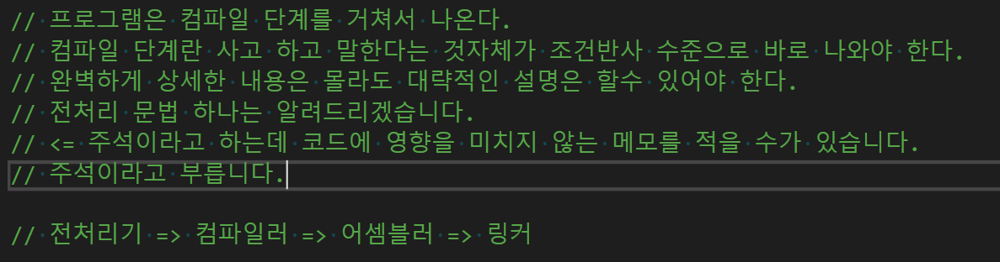 // 프로그램은 컴파일 단계를 거쳐서 나온다.
// 컴파일 단계란 사고 하고 말한다는 것자체가 조건반사 수준으로 바로 나와야 한다.
// 완벽하게 상세한 내용은 몰라도 대략적인 설명은 할수 있어야 한다.
// 전처리 문법 하나는 알려드리겠습니다.
// <= 주석이라고 하는데 코드에 영향을 미치지 않는 메모를 적을 수가 있습니다.
// 주석이라고 부릅니다.
// 전처리기 => 컴파일러 => 어셈블러 => 링커